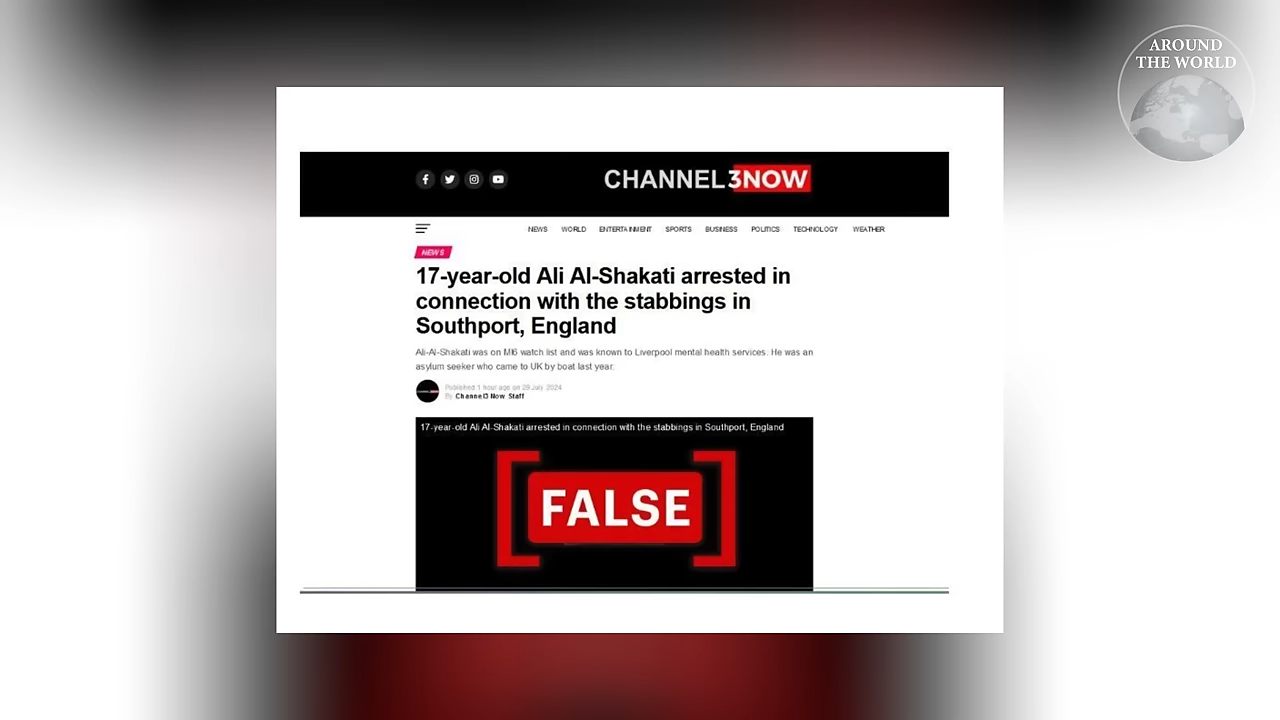 AROUND
THE WORLD
CHANNEL3NOW
NEWS WORLD ENTERTAINMENT SPORTS BUSINESS POLITICS TECHNOLOGY WEATHER
NEWS
17-year-old Ali Al-Shakati arrested in
connection with the stabbings in
Southport, England
Ali-Al-Shakati was on MI6 watch list and was known to Liverpool mental health services. He was an
asylum seeker who came to UK by boat last year.
Published 1 hour ago on 29 July 2024
By Channel3 Now Staff
17-year-old Ali Al-Shakati arrested in connection with the stabbings in Southport, England
FALSE